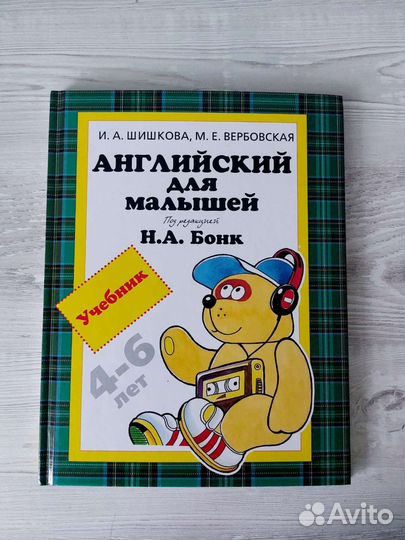 И. А. ШИШКОВА, М. Е. ВЕРБОВСКАЯ
АНГЛИЙСКИЙ
ДЛЯ
МАЛЫШЕЙ
Под редакцией
Н.А. Бонк
Учебник
4-6
лет
Avito